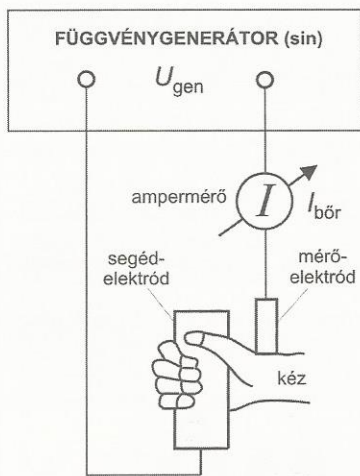 FÜGGVÉNYGENERÁTOR (sin)
U_gen
ampermérő
I
I_bőr
segéd-
elektród
mérő-
elektród
kéz